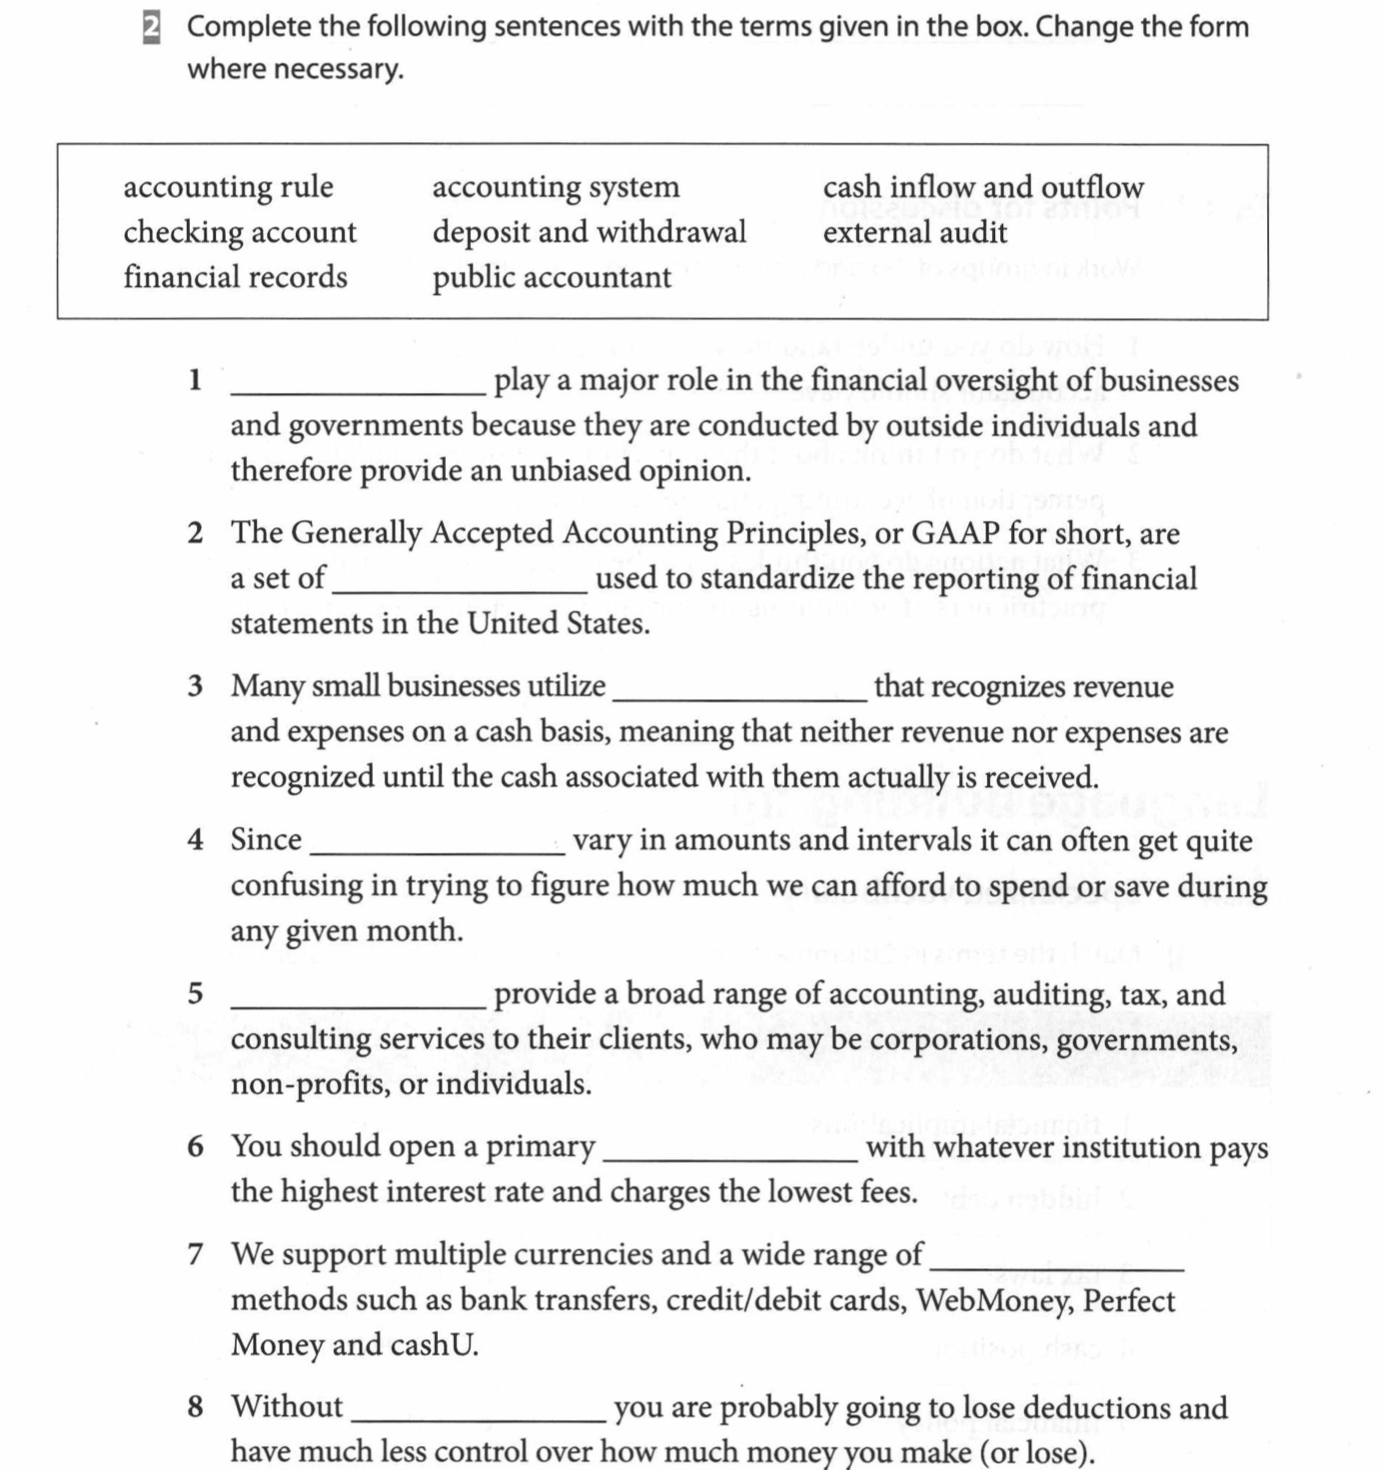 2 Complete the following sentences with the terms given in the box. Change the form
where necessary.
accounting rule accounting system cash inflow and outflow
checking account deposit and withdrawal external audit
financial records public accountant
1 ______________ play a major role in the financial oversight of businesses
and governments because they are conducted by outside individuals and
therefore provide an unbiased opinion.
2 The Generally Accepted Accounting Principles, or GAAP for short, are
a set of ______________ used to standardize the reporting of financial
statements in the United States.
3 Many small businesses utilize ______________ that recognizes revenue
and expenses on a cash basis, meaning that neither revenue nor expenses are
recognized until the cash associated with them actually is received.
4 Since ______________ vary in amounts and intervals it can often get quite
confusing in trying to figure how much we can afford to spend or save during
any given month.
5 ______________ provide a broad range of accounting, auditing, tax, and
consulting services to their clients, who may be corporations, governments,
non-profits, or individuals.
6 You should open a primary ______________ with whatever institution pays
the highest interest rate and charges the lowest fees.
7 We support multiple currencies and a wide range of ______________
methods such as bank transfers, credit/debit cards, WebMoney, Perfect
Money and cashU.
8 Without ______________ you are probably going to lose deductions and
have much less control over how much money you make (or lose).